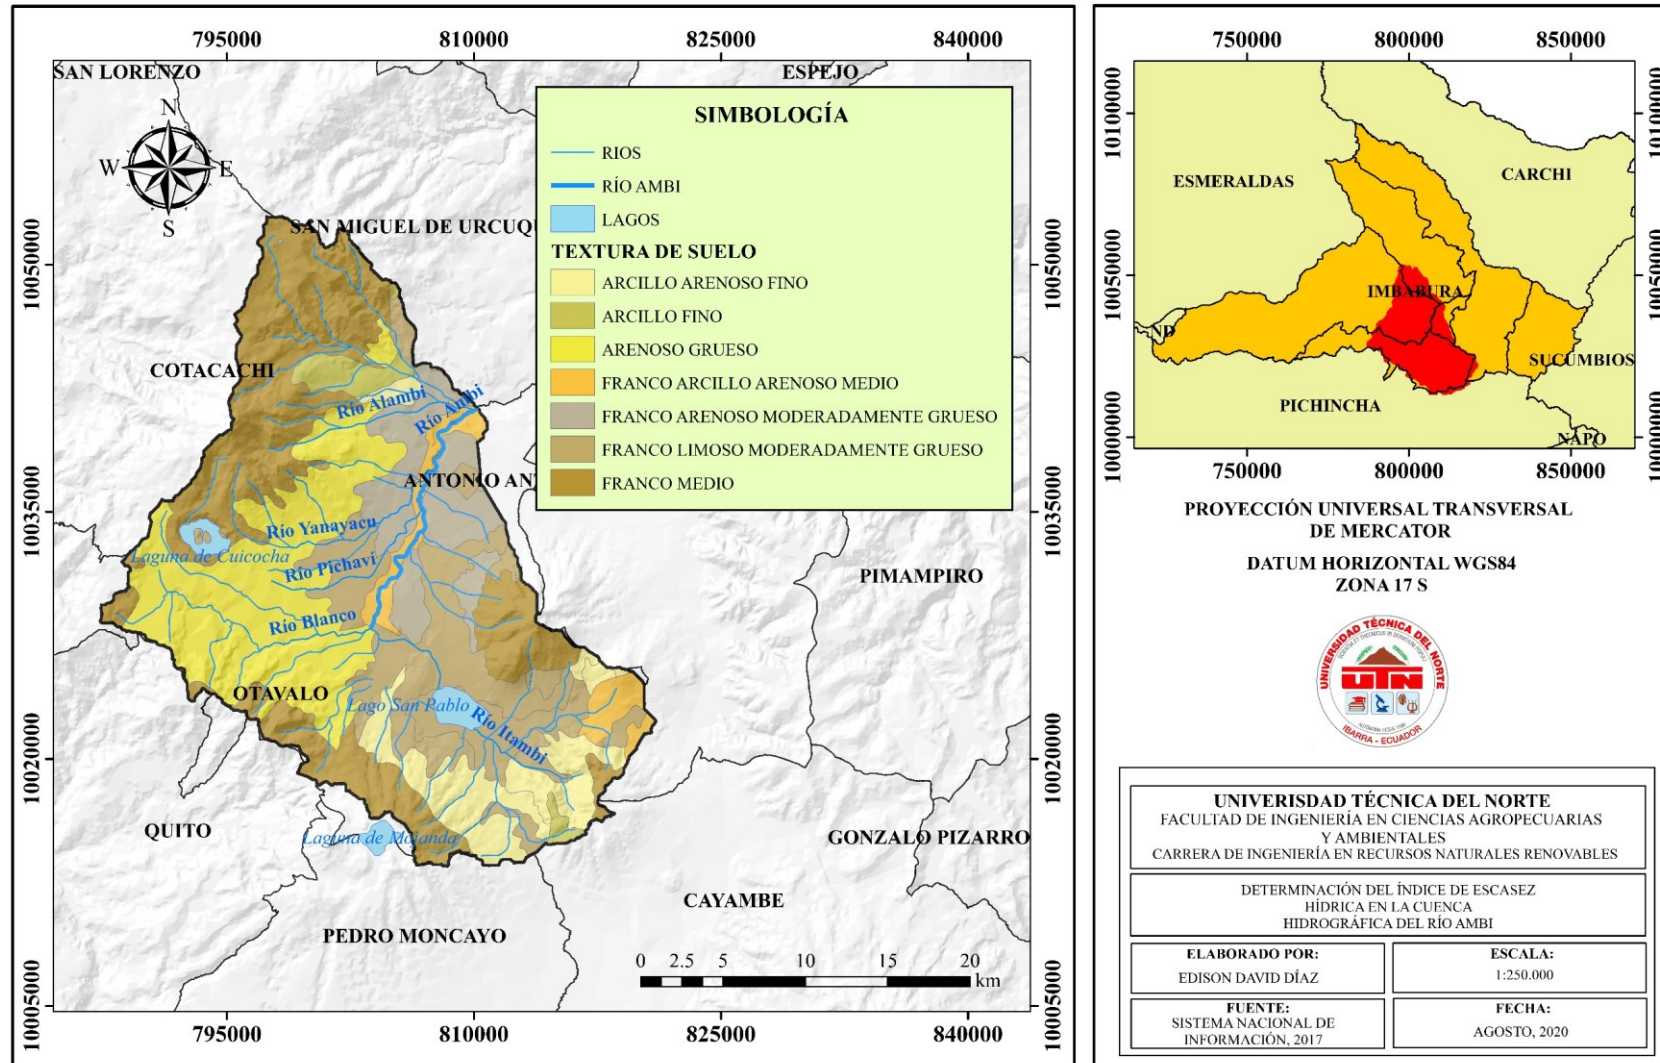 795000 810000 825000 840000
SAN LORENZO
ESPEJO
N
W E
S
SAN MIGUEL DE URCUQU
SIMBOLOGÍA
RIOS
RÍO AMBI
LAGOS
TEXTURA DE SUELO
ARCILLO ARENOSO FINO
ARCILLO FINO
ARENOSO GRUESO
FRANCO ARCILLO ARENOSO MEDIO
FRANCO ARENOSO MODERADAMENTE GRUESO
FRANCO LIMOSO MODERADAMENTE GRUESO
FRANCO MEDIO
10050000
10050000
COTACACHI
Río Alambi
Río Ambi
ANTONIO AN
10035000
10035000
Río Yanayacu
Laguna de Cuicocha
Río Pichaví
PIMAMPIRO
Río Blanco
OTAVALO
Lago San Pablo
Río Itambi
10020000
10020000
QUITO
Laguna de Mojanda
GONZALO PIZARRO
CAYAMBE
PEDRO MONCAYO
0 2.5 5 10 15 20
km
10005000
10005000
795000 810000 825000 840000
750000 800000 850000
10100000
10100000
ESMERALDAS
CARCHI
10050000
10050000
IMBABURA
ND
SUCUMBIOS
PICHINCHA
NAPO
10000000
10000000
750000 800000 850000
PROYECCIÓN UNIVERSAL TRANSVERSAL
DE MERCATOR
DATUM HORIZONTAL WGS84
ZONA 17 S
UNIVERSIDAD TÉCNICA DEL NORTE
UTN
IBARRA - ECUADOR
UNIVERISDAD TÉCNICA DEL NORTE
FACULTAD DE INGENIERÍA EN CIENCIAS AGROPECUARIAS
Y AMBIENTALES
CARRERA DE INGENIERÍA EN RECURSOS NATURALES RENOVABLES
DETERMINACIÓN DEL ÍNDICE DE ESCASEZ
HÍDRICA EN LA CUENCA
HIDROGRÁFICA DEL RÍO AMBI
ELABORADO POR:
EDISON DAVID DÍAZ
ESCALA:
1:250.000
FUENTE:
SISTEMA NACIONAL DE
INFORMACIÓN, 2017
FECHA:
AGOSTO, 2020